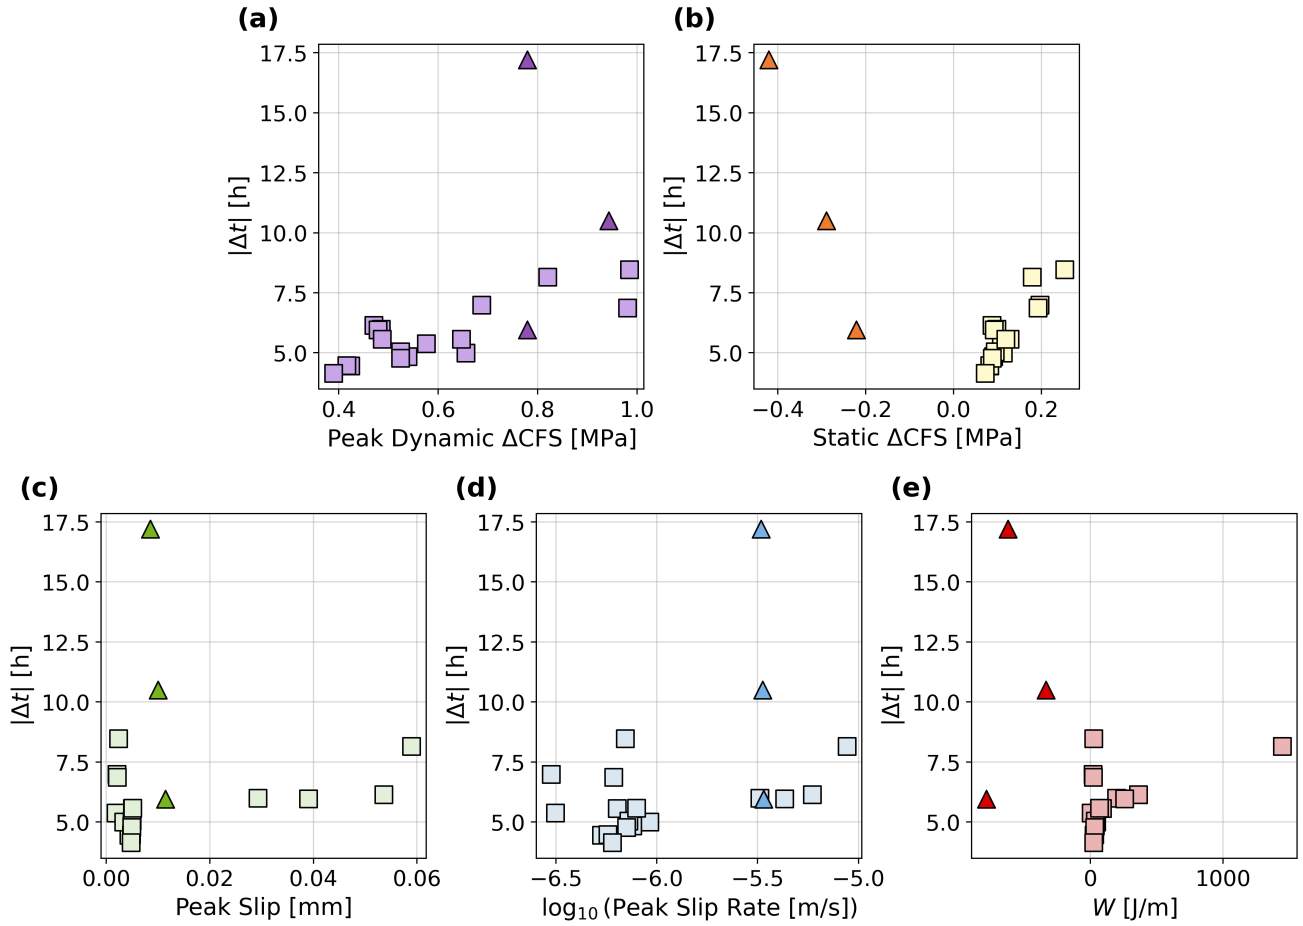 (a)
(b)
17.5
15.0
12.5
10.0
7.5
5.0
|Δt| [h]
0.4 0.6 0.8 1.0
Peak Dynamic ΔCFS [MPa]
17.5
15.0
12.5
10.0
7.5
5.0
|Δt| [h]
−0.4 −0.2 0.0 0.2
Static ΔCFS [MPa]
(c)
(d)
(e)
17.5
15.0
12.5
10.0
7.5
5.0
|Δt| [h]
0.00 0.02 0.04 0.06
Peak Slip [mm]
17.5
15.0
12.5
10.0
7.5
5.0
|Δt| [h]
−6.5 −6.0 −5.5 −5.0
log₁₀(Peak Slip Rate [m/s])
17.5
15.0
12.5
10.0
7.5
5.0
|Δt| [h]
0 1000
W [J/m]